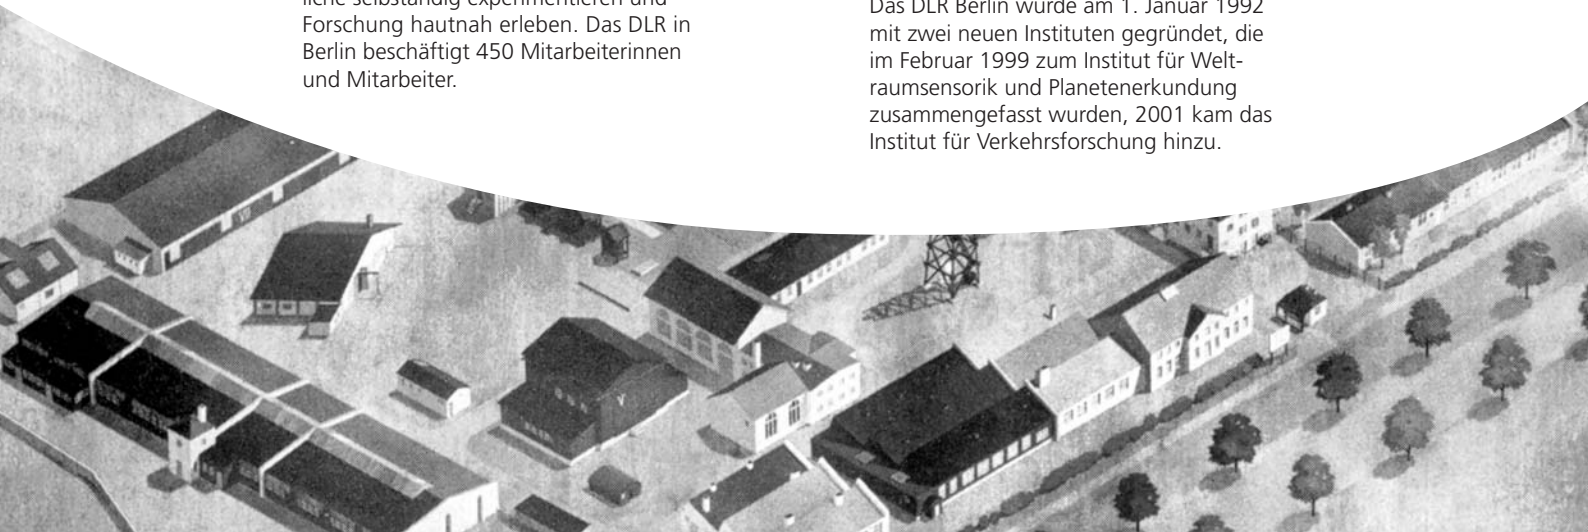 liche selbständig experimentieren und
Forschung hautnah erleben. Das DLR in
Berlin beschäftigt 450 Mitarbeiterinnen
und Mitarbeiter.
Das DLR Berlin wurde am 1. Januar 1992
mit zwei neuen Instituten gegründet, die
im Februar 1999 zum Institut für Welt-
raumsensorik und Planetenerkundung
zusammengefasst wurden, 2001 kam das
Institut für Verkehrsforschung hinzu.